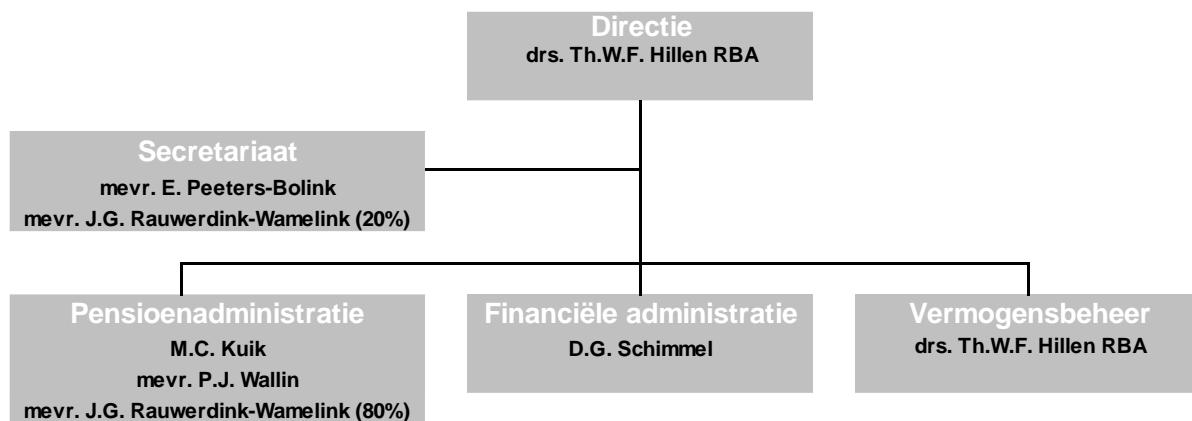 Directie
drs. Th.W.F. Hillen RBA
Secretariaat
mevr. E. Peeters-Bolink
mevr. J.G. Rauwerdink-Wamelink (20%)
Pensioenadministratie
M.C. Kuik
mevr. P.J. Wallin
mevr. J.G. Rauwerdink-Wamelink (80%)
Financiële administratie
D.G. Schimmel
Vermogensbeheer
drs. Th.W.F. Hillen RBA